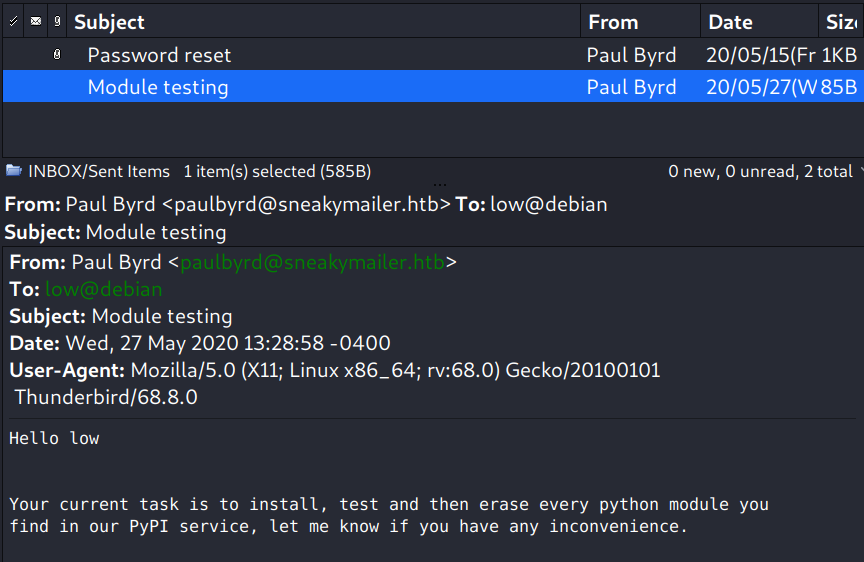 Subject From Date Siz
Password reset Paul Byrd 20/05/15(Fr 1KB
Module testing Paul Byrd 20/05/27(W 85B
INBOX/Sent Items 1 item(s) selected (585B) 0 new, 0 unread, 2 total
From: Paul Byrd <paulbyrd@sneakymailer.htb> To: low@debian
Subject: Module testing
From: Paul Byrd <paulbyrd@sneakymailer.htb>
To: low@debian
Subject: Module testing
Date: Wed, 27 May 2020 13:28:58 -0400
User-Agent: Mozilla/5.0 (X11; Linux x86_64; rv:68.0) Gecko/20100101
Thunderbird/68.8.0
Hello low
Your current task is to install, test and then erase every python module you
find in our PyPI service, let me know if you have any inconvenience.